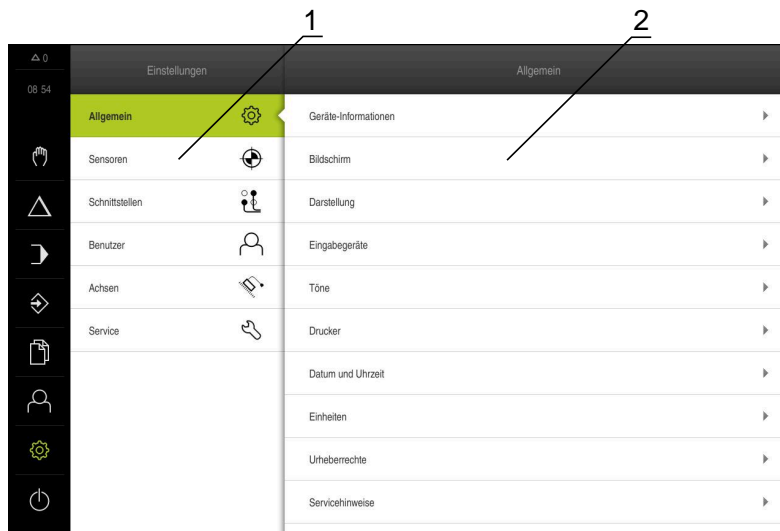 1
2
0
08 54
Einstellungen
Allgemein
Allgemein
Sensoren
Schnittstellen
Benutzer
Achsen
Service
Geräte-Informationen
Bildschirm
Darstellung
Eingabegeräte
Töne
Drucker
Datum und Uhrzeit
Einheiten
Urheberrechte
Servicehinweise